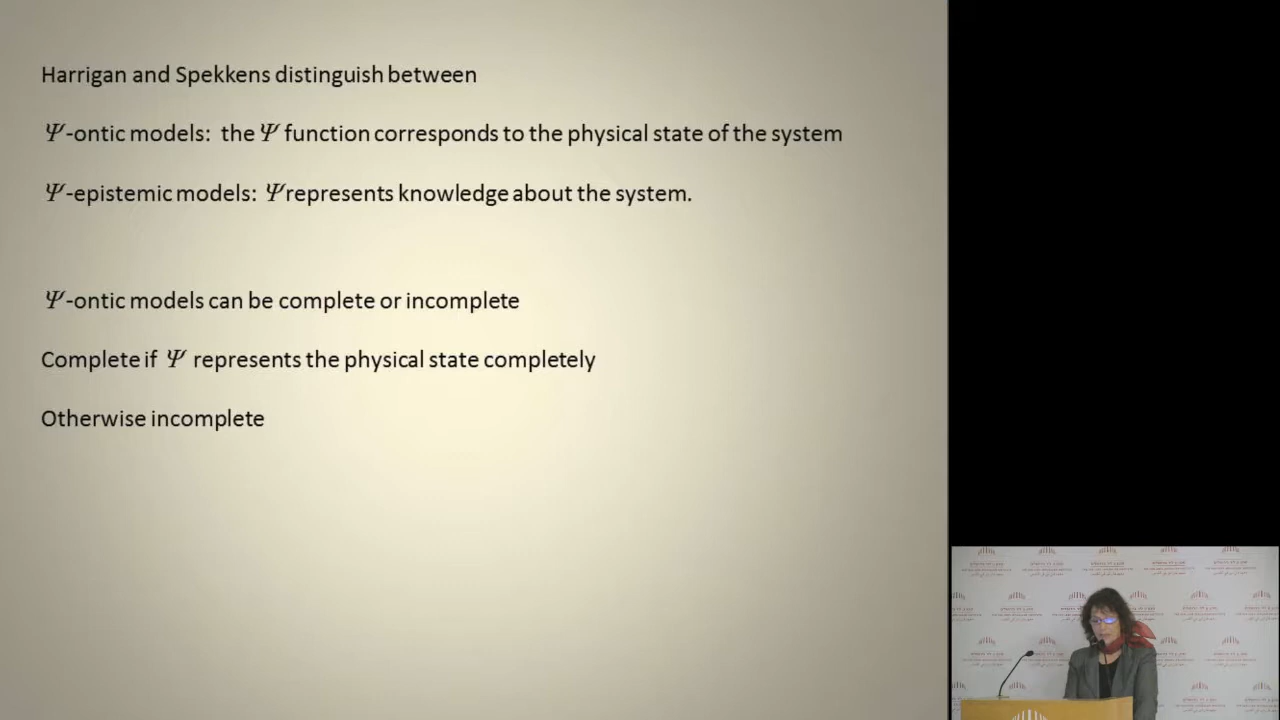 Harrigan and Spekkens distinguish between
Ψ-ontic models: the Ψ function corresponds to the physical state of the system
Ψ-epistemic models: Ψ represents knowledge about the system.
Ψ-ontic models can be complete or incomplete
Complete if Ψ represents the physical state completely
Otherwise incomplete